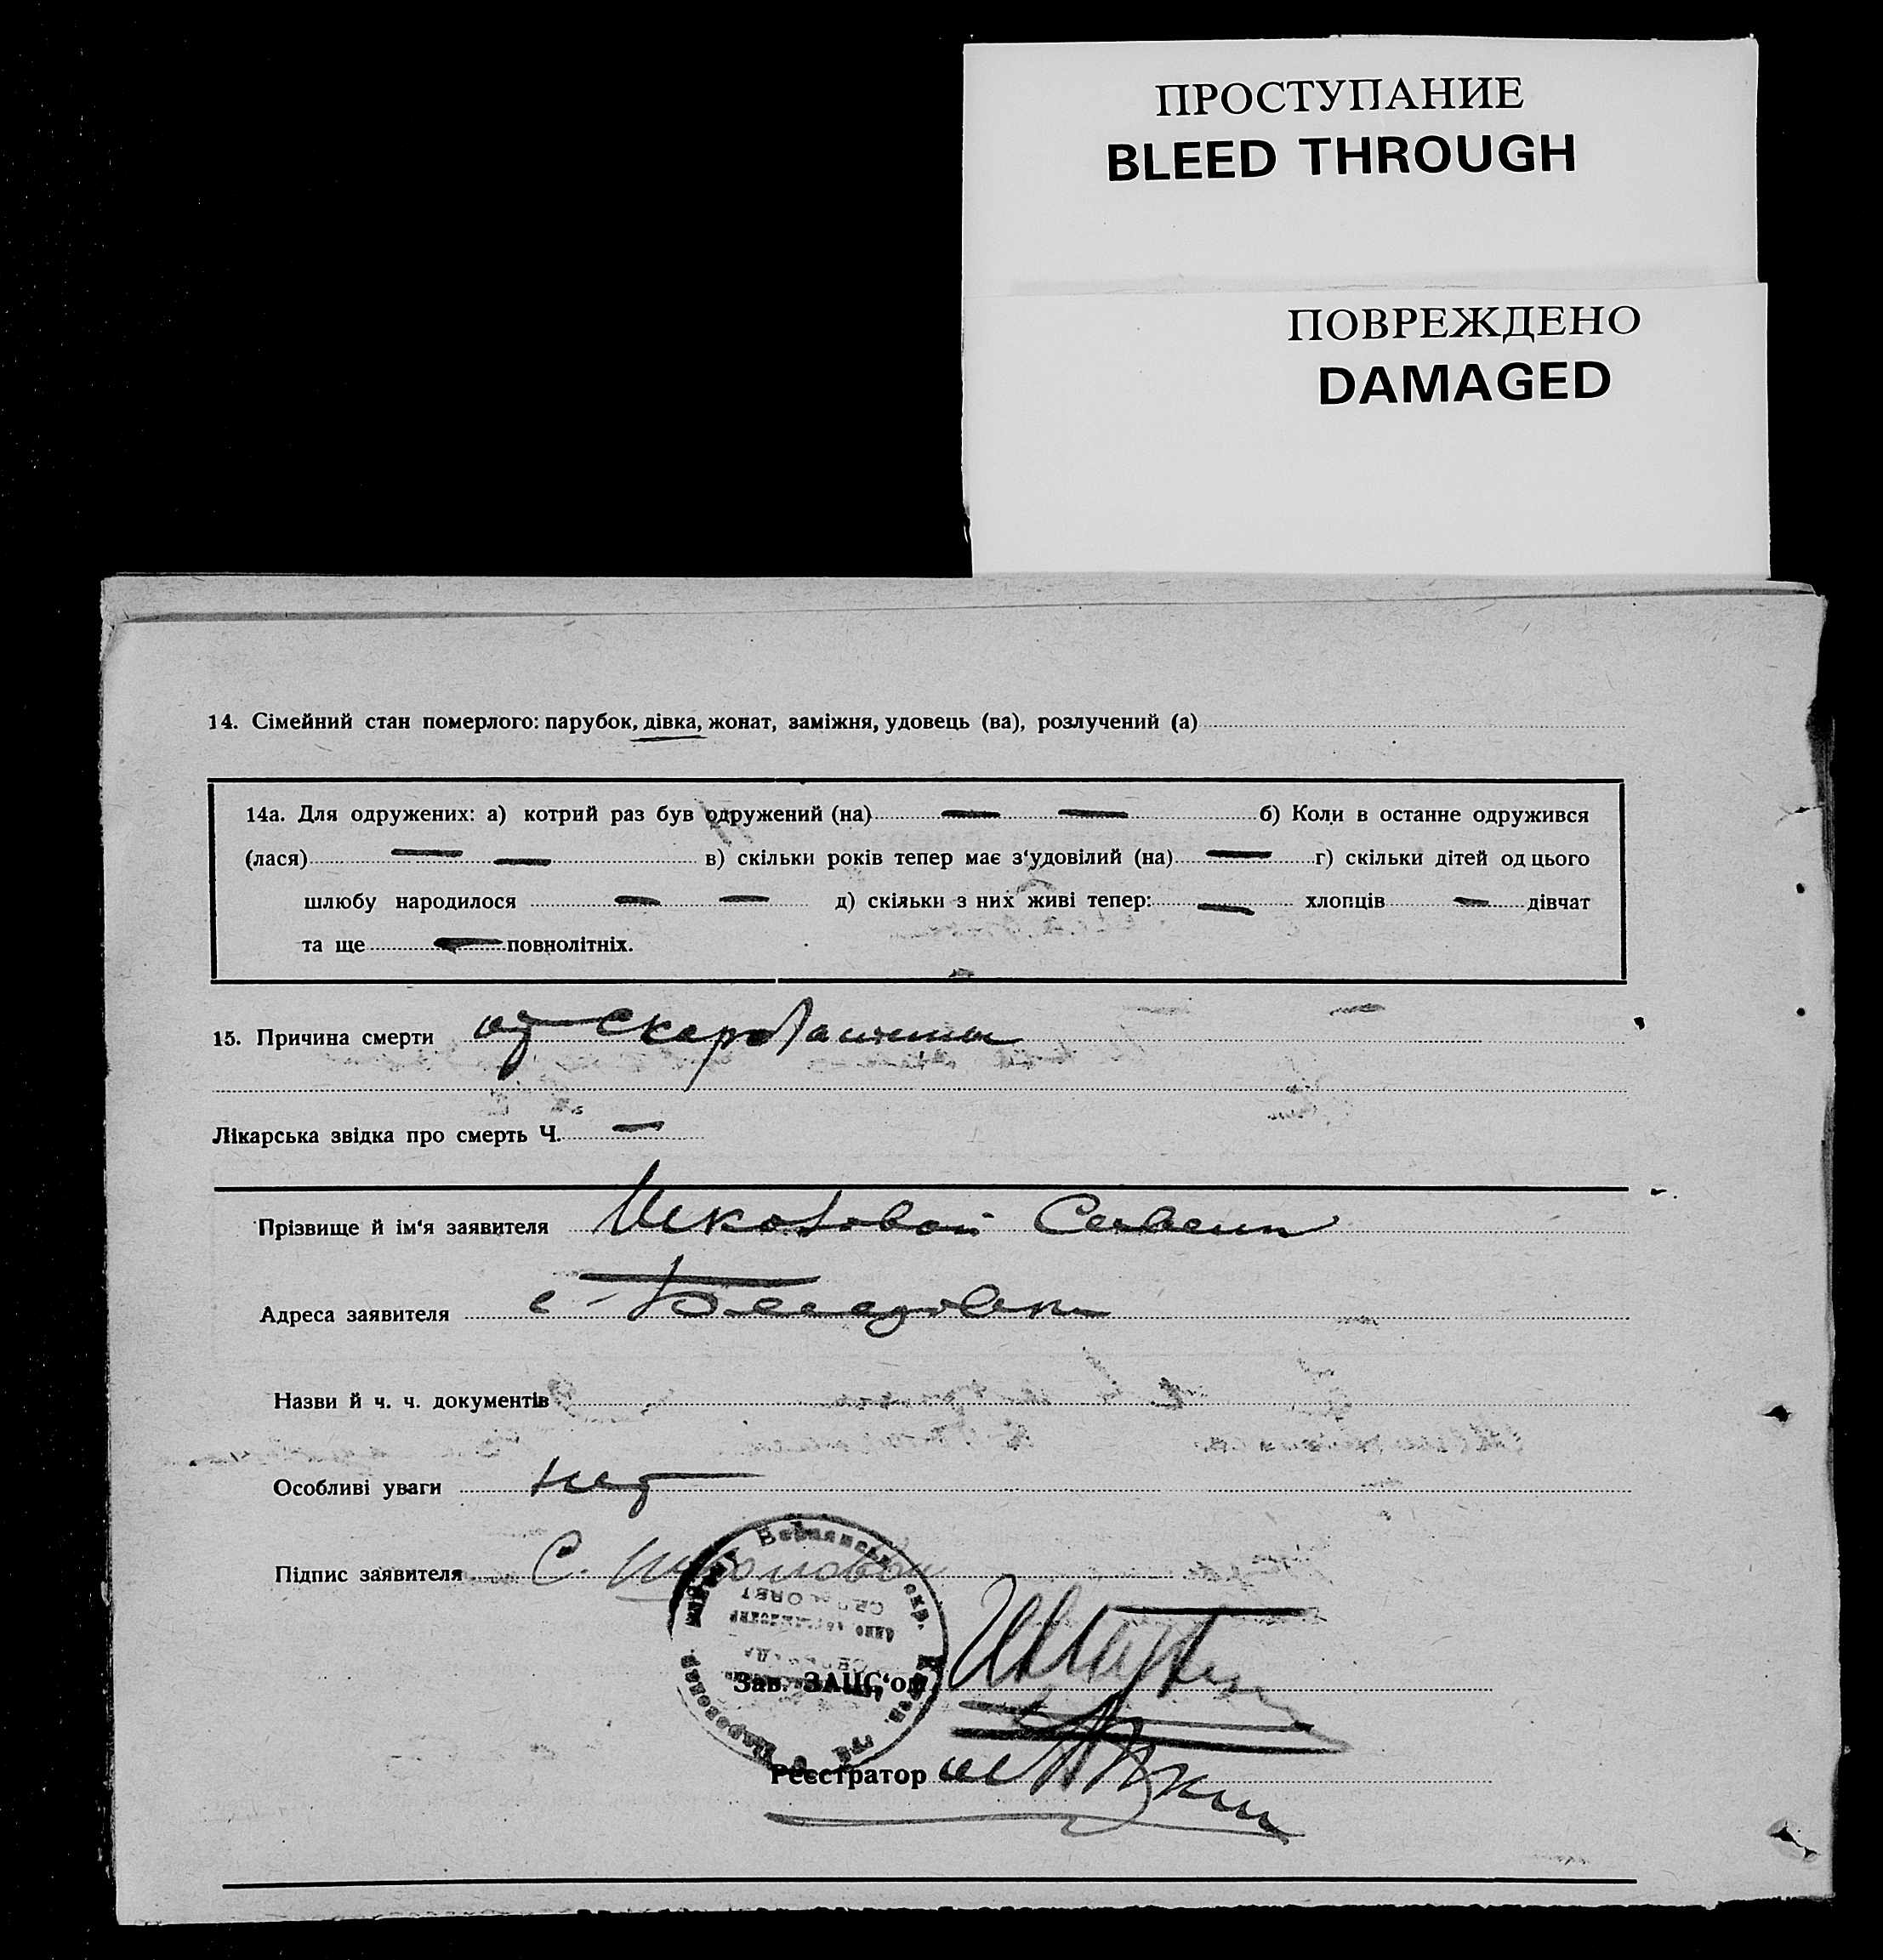 ПРОСТУПАНИЕ
BLEED THROUGH
ПОВРЕЖДЕНО
DAMAGED
14. Сімейний стан померлого: парубок, дівка, жонат, заміжня, удовець (ва), розлучений (а)
14а. Для одружених: а) котрий раз був одружений (на) — — б) Коли в останне одружився
(лася) — — в) скільки років тепер має з‘удовілий (на) — г) скільки дітей од цього
шлюбу народилося — — д) скільки з них живі тепер: — хлопців — дівчат
та ще — повнолітніх.
15. Причина смерти от скарлатины
Лікарська звідка про смерть Ч. —
Прізвище й ім‘я заявителя
Адреса заявителя с.
Назви й ч. ч. документів
Особливі уваги нет
Підпис заявителя С.
Зав. ЗАЦС‘ом
Реєстратор